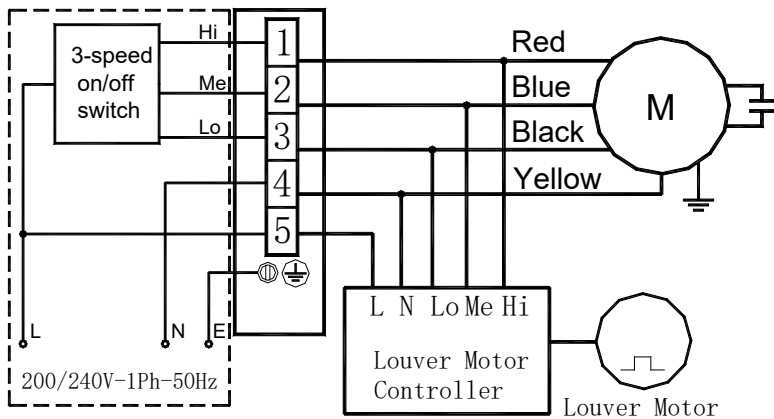 3-speed
on/off
switch
Hi
Me
Lo
1
2
3
4
5
Red
Blue
Black
Yellow
M
L
N
E
200/240V-1Ph-50Hz
L N Lo Me Hi
Louver Motor
Controller
Louver Motor